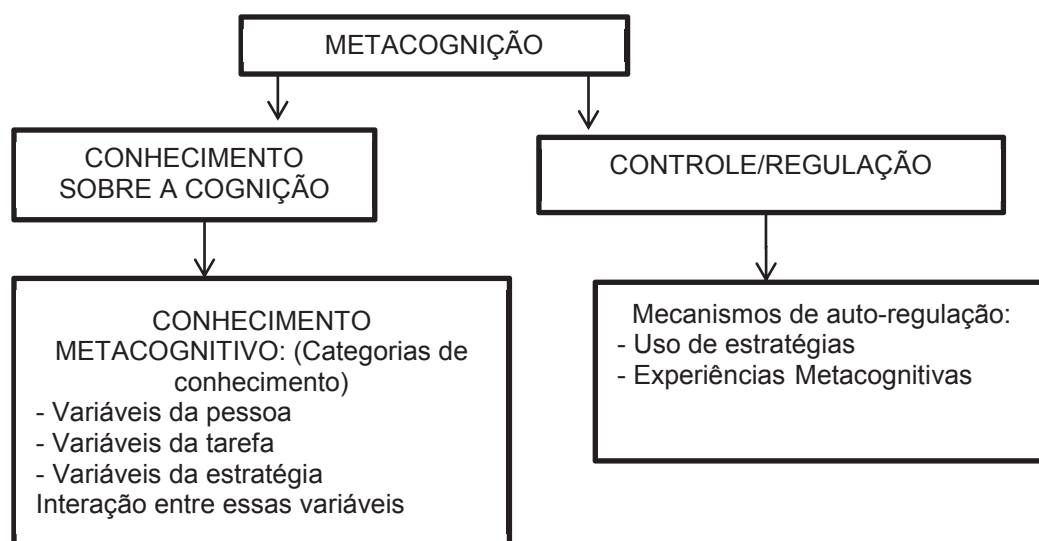 METACOGNIÇÃO
CONHECIMENTO
SOBRE A COGNIÇÃO
CONTROLE/REGULAÇÃO
CONHECIMENTO
METACOGNITIVO: (Categorias de
conhecimento)
- Variáveis da pessoa
- Variáveis da tarefa
- Variáveis da estratégia
Interação entre essas variáveis
Mecanismos de auto-regulação:
- Uso de estratégias
- Experiências Metacognitivas